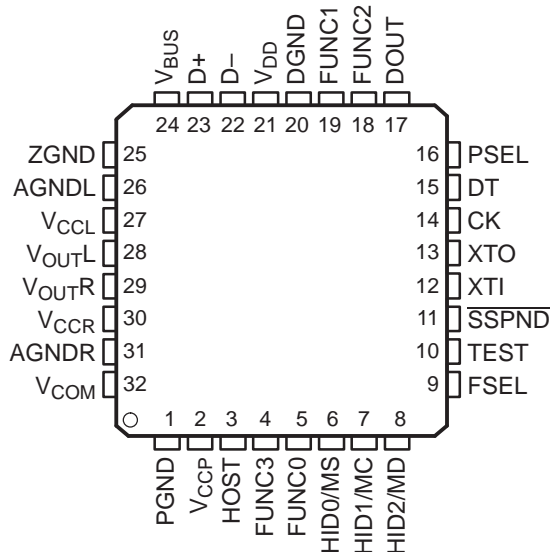 VBUS
D+
D–
VDD
DGND
FUNC1
FUNC2
DOUT
24 23 22 21 20 19 18 17
ZGND 25 16 PSEL
AGNDL 26 15 DT
VCCL 27 14 CK
VOUTL 28 13 XTO
VOUTR 29 12 XTI
VCCR 30 11 SSPND
AGNDR 31 10 TEST
VCOM 32 9 FSEL
1 2 3 4 5 6 7 8
PGND
VCCP
HOST
FUNC3
FUNC0
HID0/MS
HID1/MC
HID2/MD